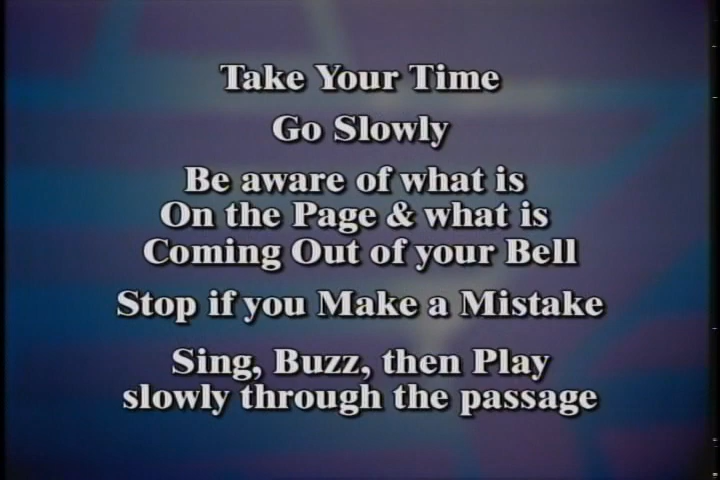 Take Your Time
Go Slowly
Be aware of what is
On the Page & what is
Coming Out of your Bell
Stop if you Make a Mistake
Sing, Buzz, then Play
slowly through the passage